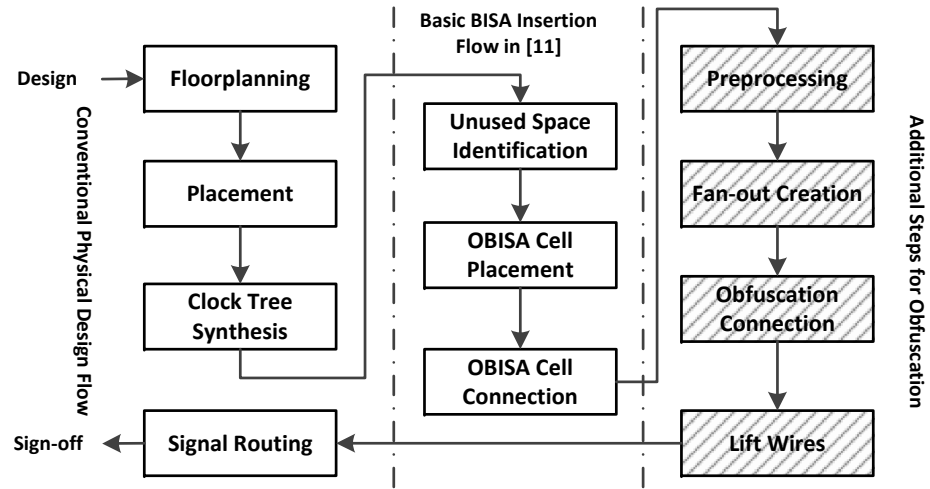 Design
Floorplanning
Placement
Clock Tree
Synthesis
Signal Routing
Sign-off
Conventional Physical Design Flow
Basic BISA Insertion
Flow in [11]
Unused Space
Identification
OBISA Cell
Placement
OBISA Cell
Connection
Preprocessing
Fan-out Creation
Obfuscation
Connection
Lift Wires
Additional Steps for Obfuscation